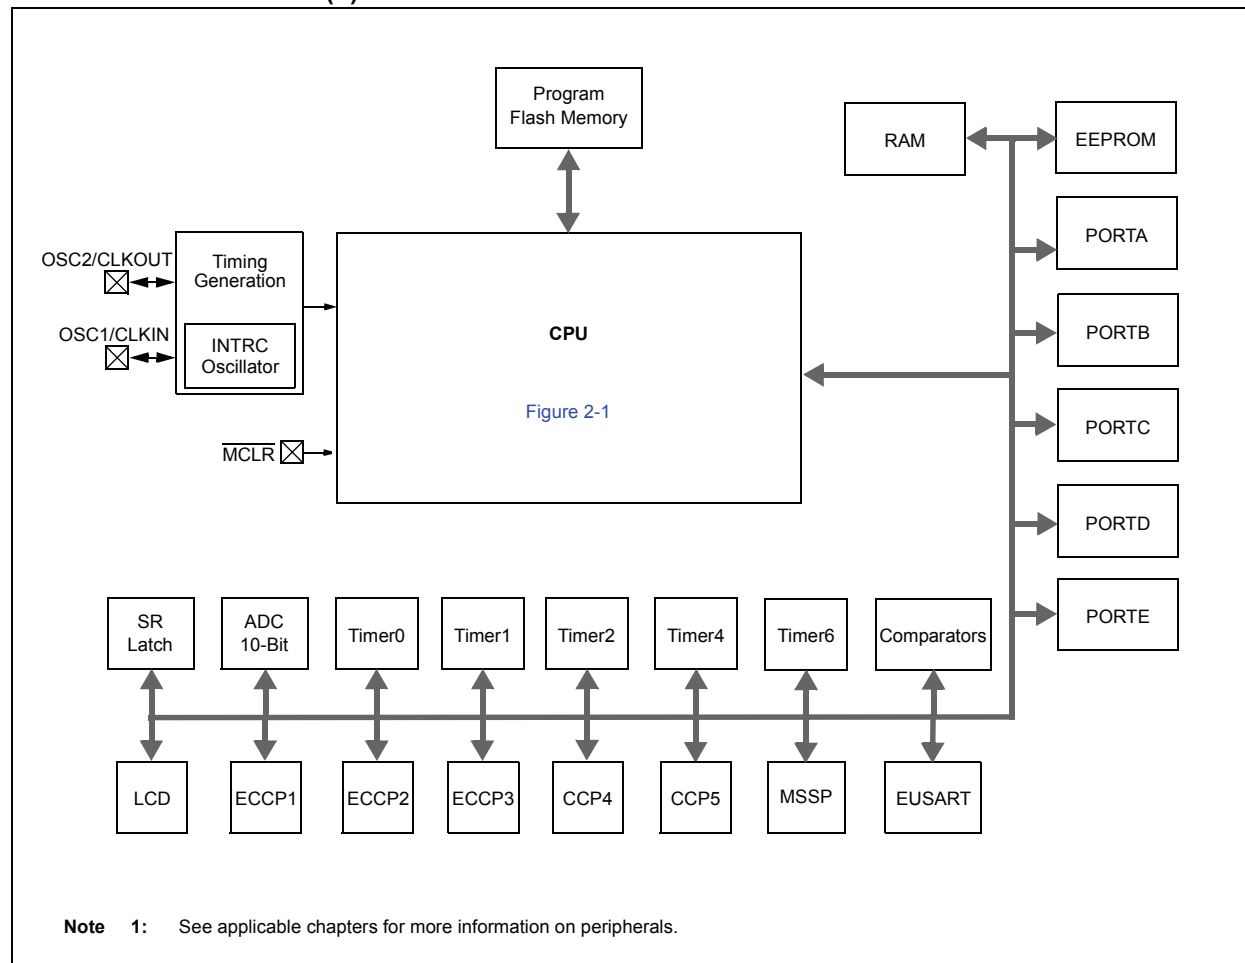 Program
Flash Memory
RAM
EEPROM
PORTA
OSC2/CLKOUT
Timing
Generation
OSC1/CLKIN
INTRC
Oscillator
CPU
PORTB
Figure 2-1
PORTC
MCLR
PORTD
SR
Latch
ADC
10-Bit
Timer0
Timer1
Timer2
Timer4
Timer6
Comparators
PORTE
LCD
ECCP1
ECCP2
ECCP3
CCP4
CCP5
MSSP
EUSART
Note 1: See applicable chapters for more information on peripherals.